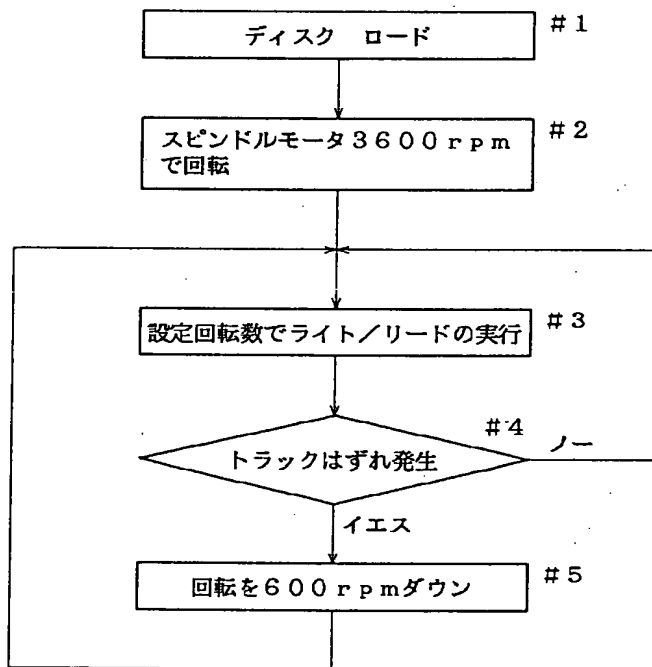 ディスク ロード
#1
スピンドルモータ3600rpm
で回転
#2
設定回転数でライト/リードの実行
#3
トラックはずれ発生
#4
ノー
イエス
回転を600rpmダウン
#5